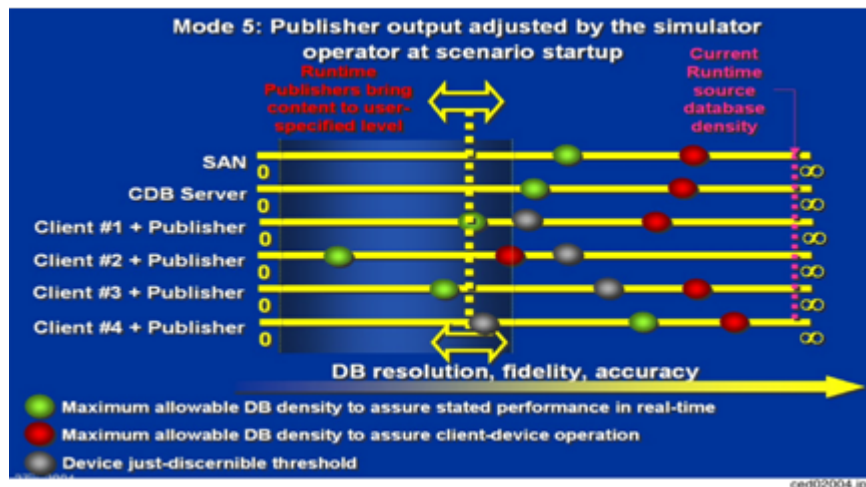 Mode 5: Publisher output adjusted by the simulator
operator at scenario startup
Runtime
Publishers bring
content to user-
specified level
Current
Runtime
source
database
density
SAN
0
∞
CDB Server
0
∞
Client #1 + Publisher
0
∞
Client #2 + Publisher
0
∞
Client #3 + Publisher
0
∞
Client #4 + Publisher
0
∞
DB resolution, fidelity, accuracy
Maximum allowable DB density to assure stated performance in real-time
Maximum allowable DB density to assure client-device operation
Device just-discernible threshold